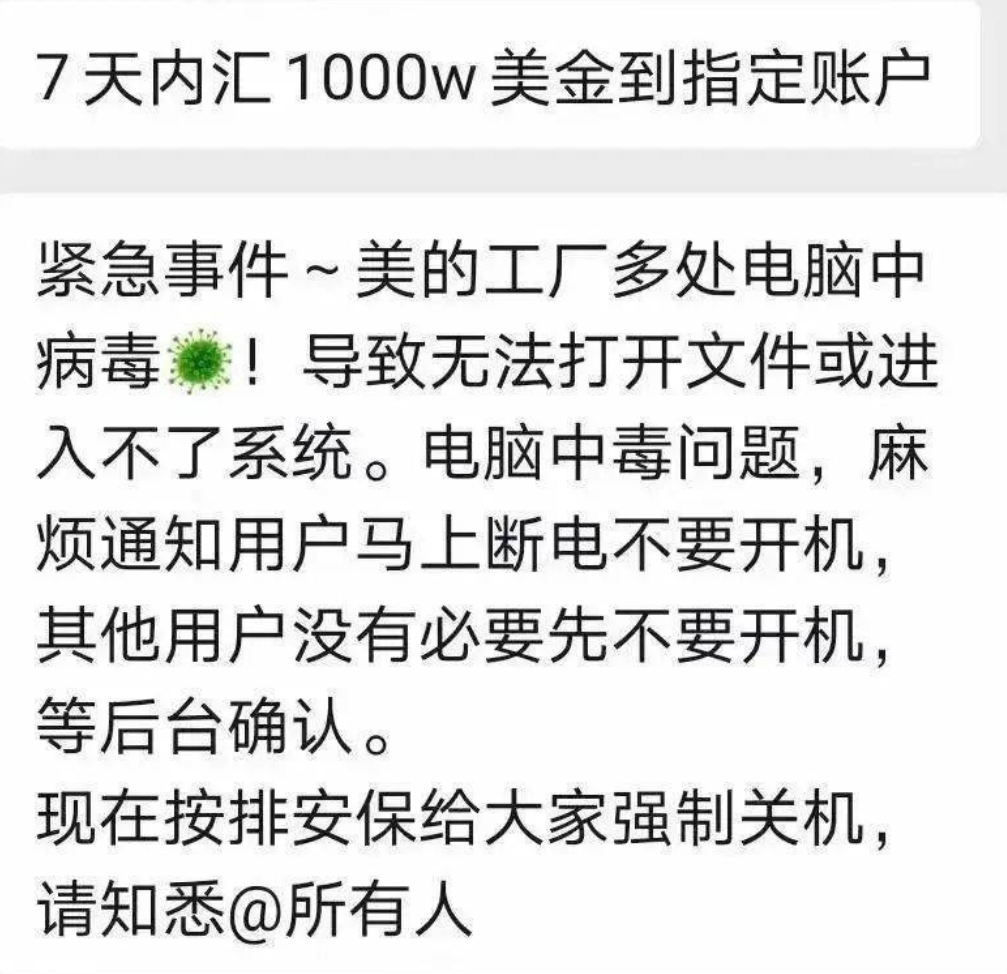 7天内汇1000w美金到指定账户
紧急事件~美的工厂多处电脑中
病毒🦠！导致无法打开文件或进
入不了系统。电脑中毒问题，麻
烦通知用户马上断电不要开机，
其他用户没有必要先不要开机，
等后台确认。
现在按排安保给大家强制关机，
请知悉@所有人